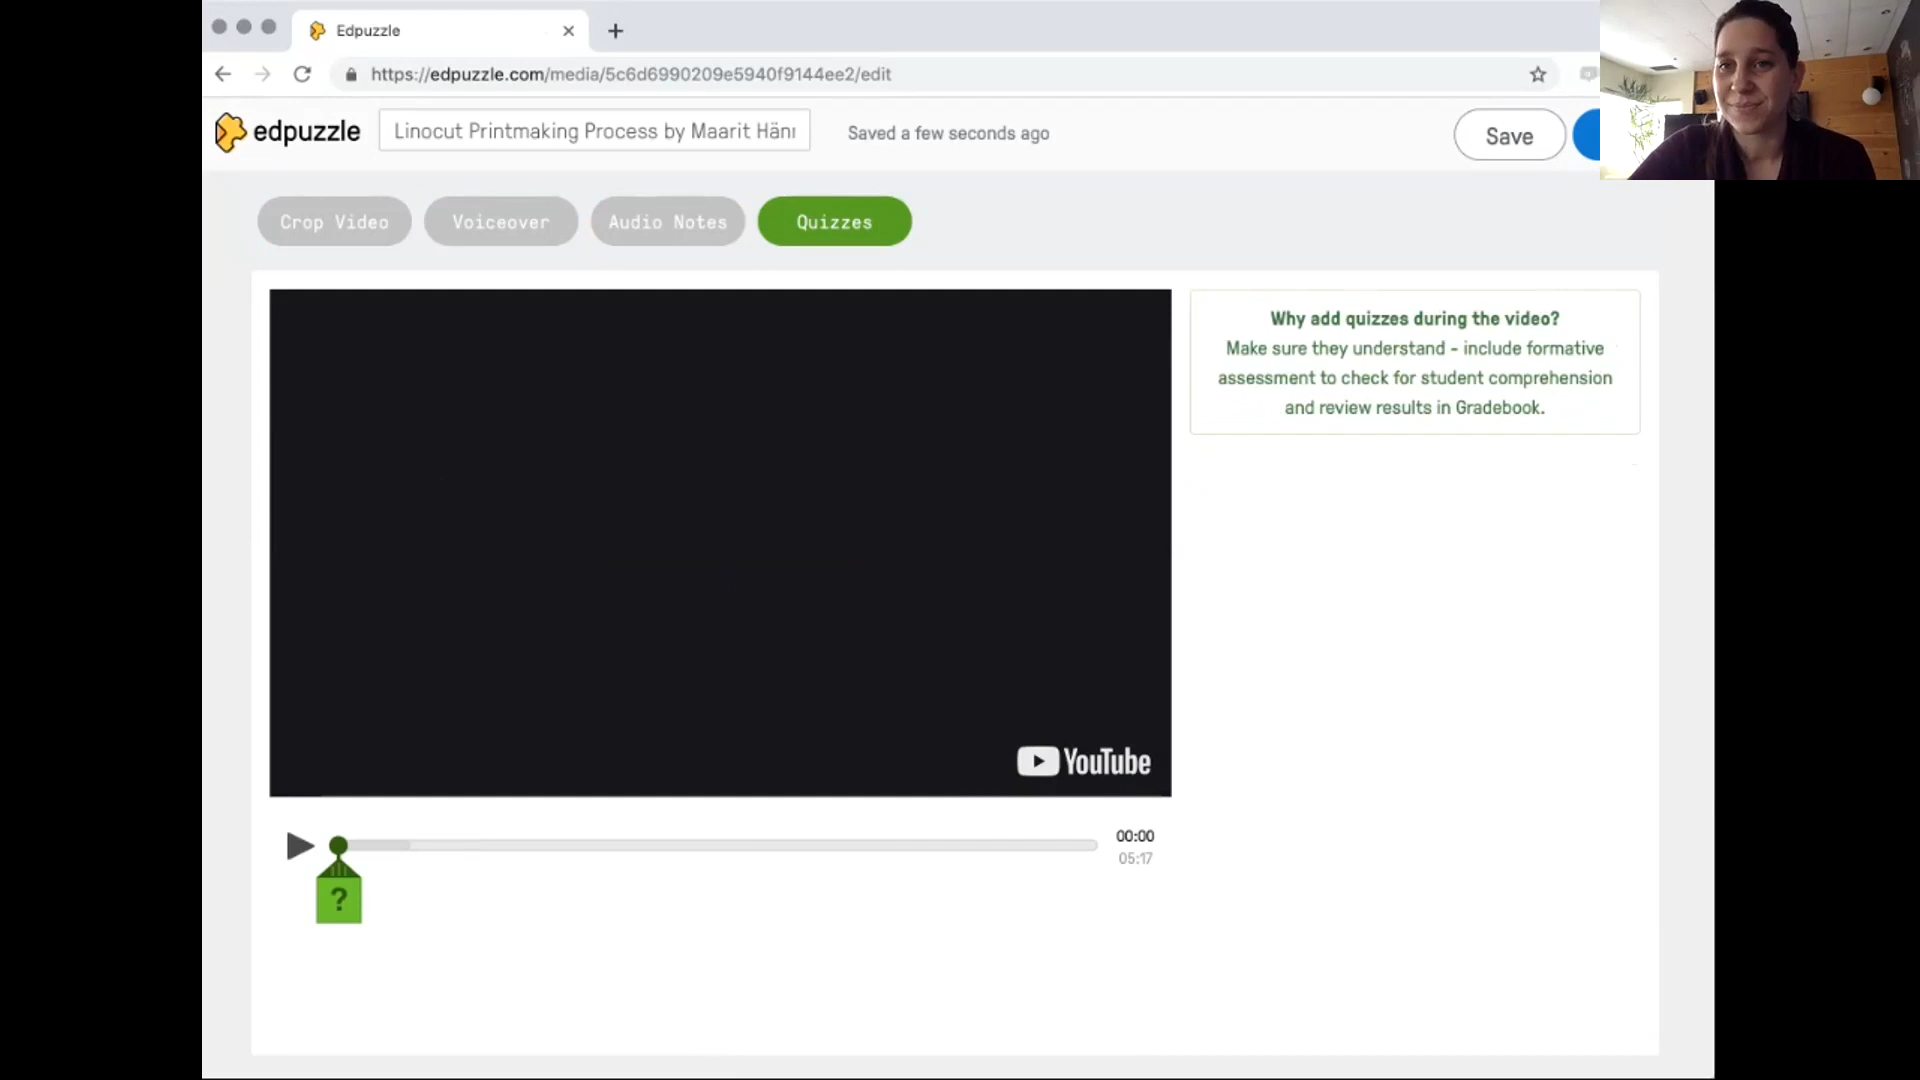 Edpuzzle
https://edpuzzle.com/media/5c6d6990209e5940f9144ee2/edit
edpuzzle
Linocut Printmaking Process by Maarit Hänn
Saved a few seconds ago
Save
Crop Video
Voiceover
Audio Notes
Quizzes
Why add quizzes during the video?
Make sure they understand - include formative
assessment to check for student comprehension
and review results in Gradebook.
YouTube
00:00
05:17
?